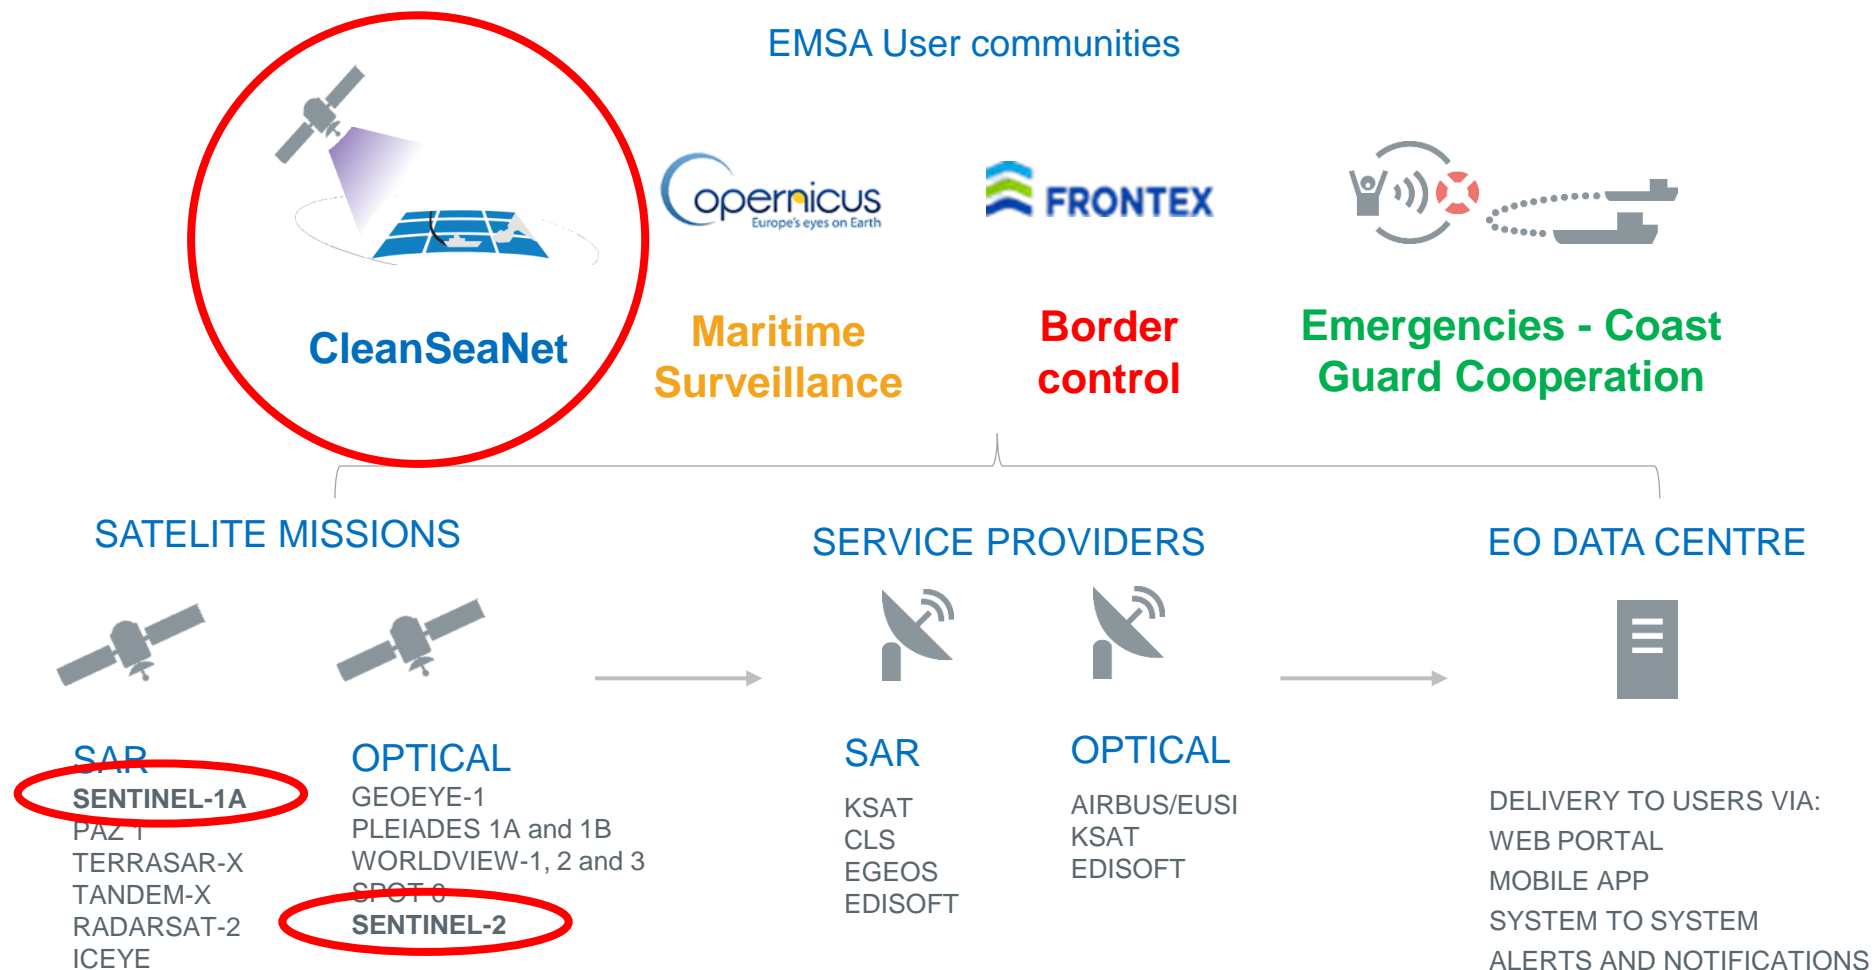 EMSA User communities
opernicus
Europe's eyes on Earth
FRONTEX
CleanSeaNet
Maritime
Surveillance
Border
control
Emergencies - Coast
Guard Cooperation
SATELITE MISSIONS
SERVICE PROVIDERS
EO DATA CENTRE
SAR
SENTINEL-1A
PAZ 1
TERRASAR-X
TANDEM-X
RADARSAT-2
ICEYE
OPTICAL
GEOEYE-1
PLEIADES 1A and 1B
WORLDVIEW-1, 2 and 3
SPOT 6
SENTINEL-2
SAR
KSAT
CLS
EGEOS
EDISOFT
OPTICAL
AIRBUS/EUSI
KSAT
EDISOFT
DELIVERY TO USERS VIA:
WEB PORTAL
MOBILE APP
SYSTEM TO SYSTEM
ALERTS AND NOTIFICATIONS